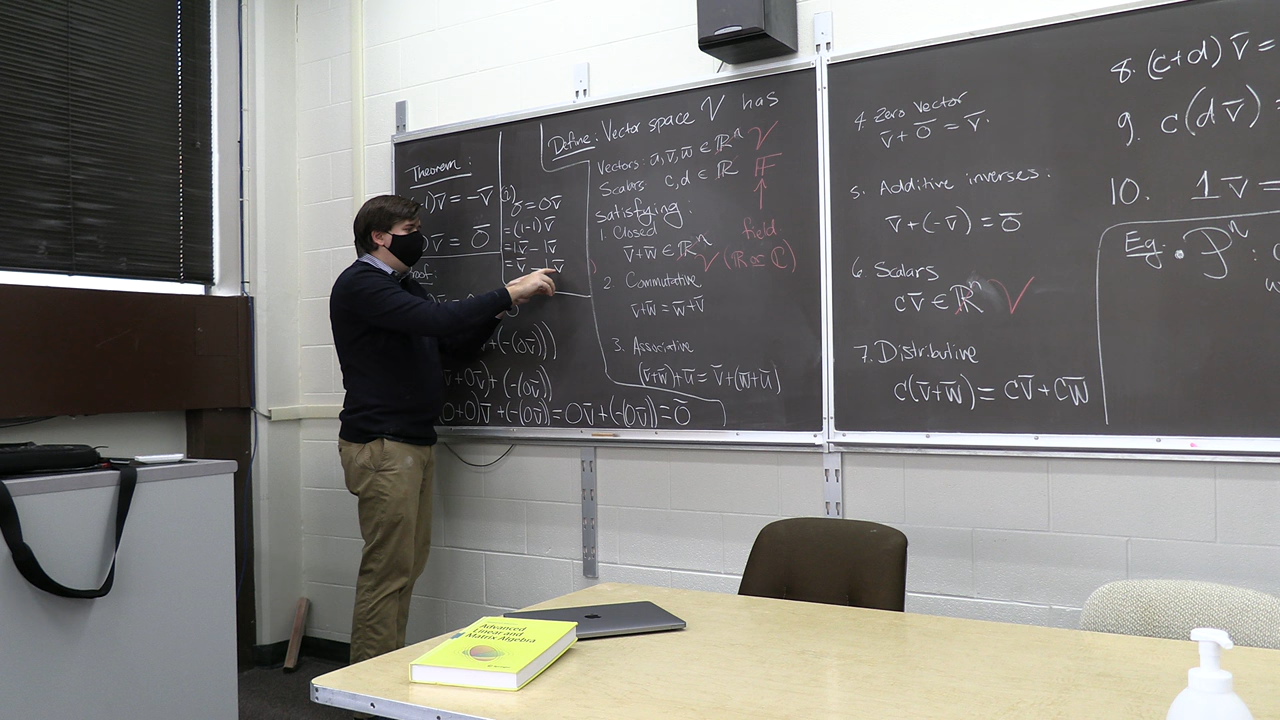 Theorem:
-1)v̄ = -v̄
0v̄ = 0̄
roof:
+(-(0v̄))
v̄+0v̄)+(-(0v̄))
0+0)v̄+(-(0v̄)=0v̄+(-(0v̄)=0̄
0̄=0v̄
=(1-1)v̄
=1v̄-1v̄
=v̄-1v̄
Define: Vector space V has
Vectors: ū,v̄,w̄ ∈ ℝⁿ V
Scalars: c,d ∈ ℝ 𝔽
↑
field
(ℝ or ℂ)
Satisfying:
1. Closed
v̄+w̄ ∈ ℝⁿ V
2 Commutative
v̄+w̄ = w̄+v̄
3. Associative
(v̄+w̄)+ū = v̄+(w̄+ū)
4. Zero Vector
v̄+0̄ = v̄.
5. Additive inverses.
v̄+(-v̄) = 0̄
6. Scalars
cv̄ ∈ ℝⁿ V
7. Distributive
c(v̄+w̄) = cv̄+cw̄
8. (c+d)v̄ =
9. c(dv̄) =
10. 1v̄ =
Eg: • Pⁿ :
Advanced
Linear and
Matrix Algebra